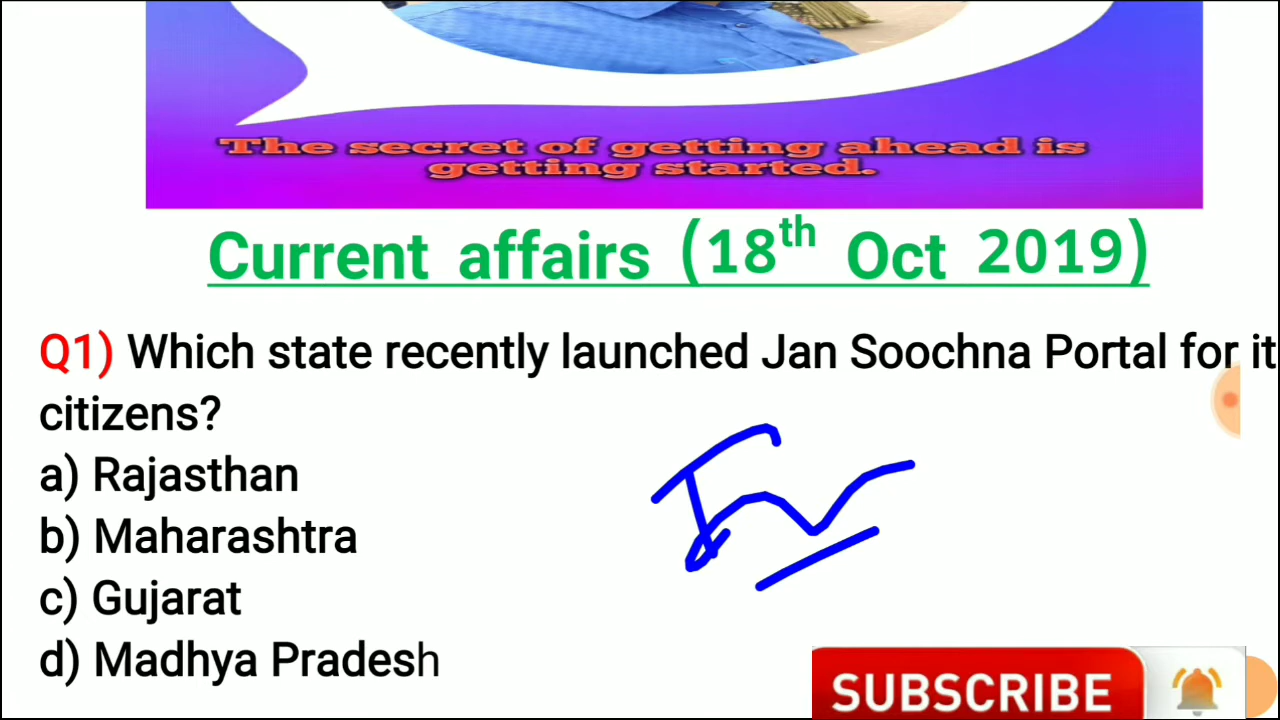 The secret of getting ahead is
getting started.
Current affairs (18th Oct 2019)
Q1) Which state recently launched Jan Soochna Portal for it
citizens?
a) Rajasthan
b) Maharashtra
c) Gujarat
d) Madhya Pradesh
SUBSCRIBE